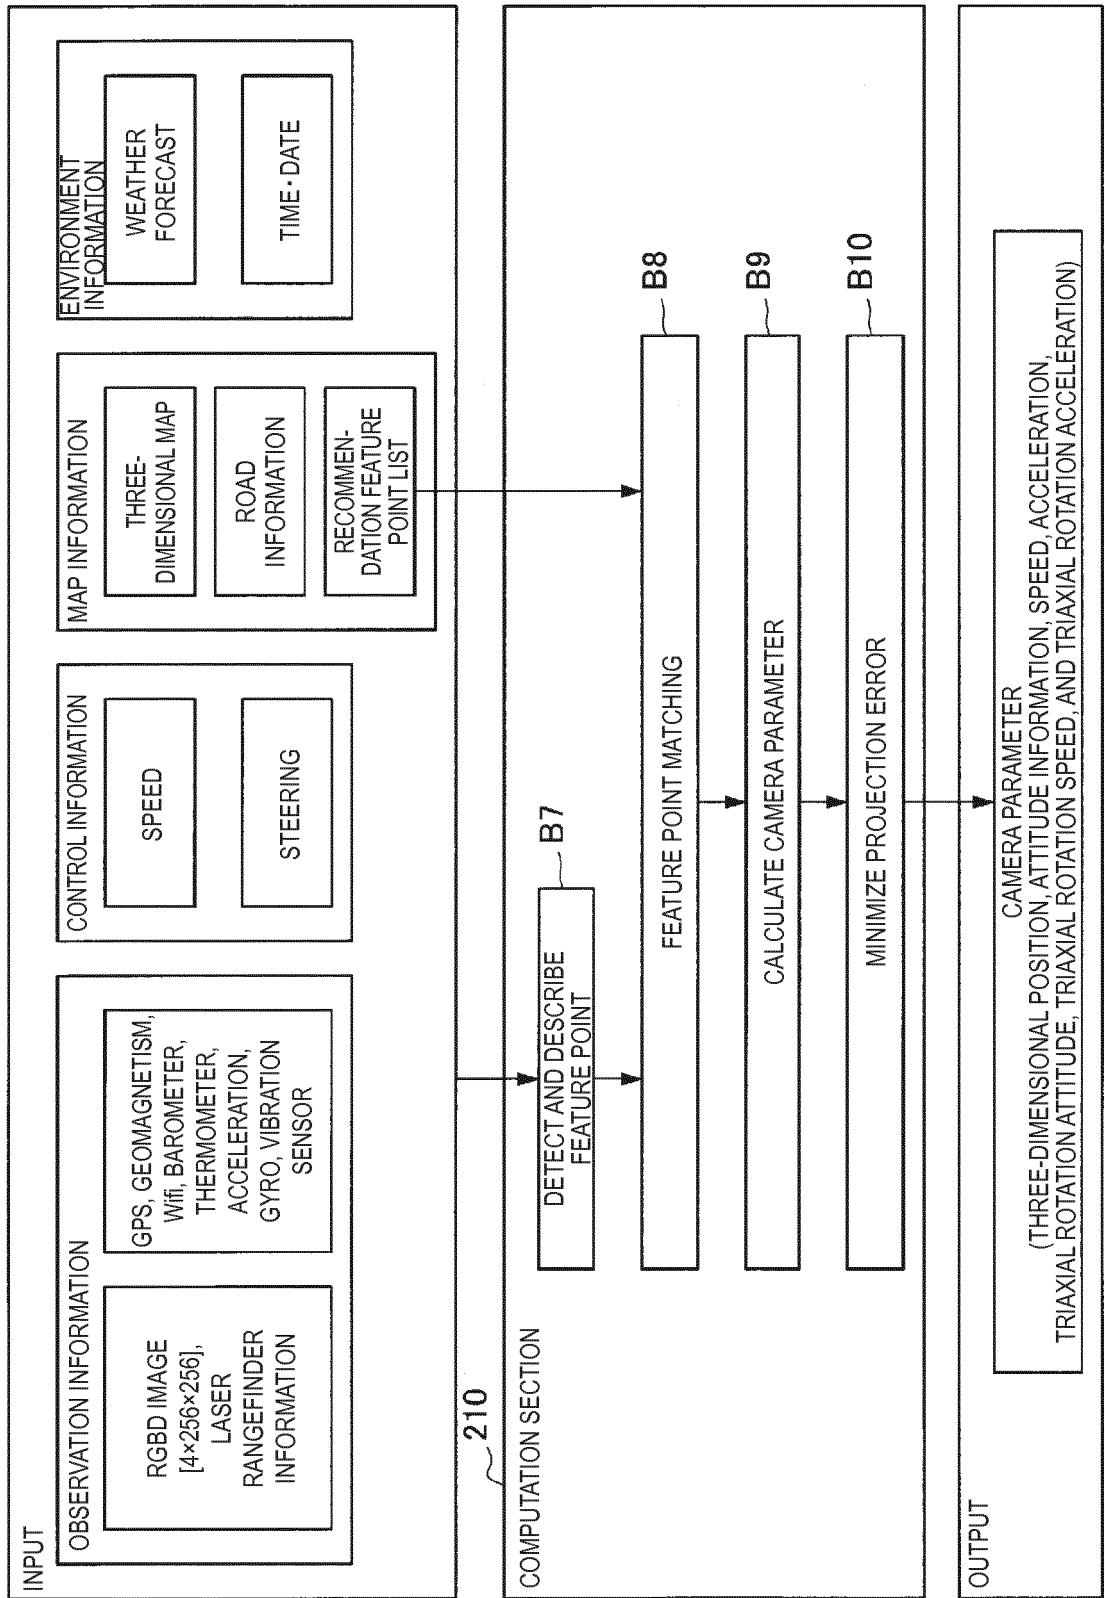 INPUT
OBSERVATION INFORMATION
RGBD IMAGE
[4×256×256],
LASER
RANGEFINDER
INFORMATION
GPS, GEOMAGNETISM,
Wifi, BAROMETER,
THERMOMETER,
ACCELERATION,
GYRO, VIBRATION
SENSOR
CONTROL INFORMATION
SPEED
STEERING
MAP INFORMATION
THREE-
DIMENSIONAL MAP
ROAD
INFORMATION
RECOMMEN-
DATION FEATURE
POINT LIST
ENVIRONMENT
INFORMATION
WEATHER
FORECAST
TIME·DATE
210
COMPUTATION SECTION
DETECT AND DESCRIBE
FEATURE POINT
B7
FEATURE POINT MATCHING
B8
CALCULATE CAMERA PARAMETER
B9
MINIMIZE PROJECTION ERROR
B10
OUTPUT
CAMERA PARAMETER
(THREE-DIMENSIONAL POSITION, ATTITUDE INFORMATION, SPEED, ACCELERATION,
TRIAXIAL ROTATION ATTITUDE, TRIAXIAL ROTATION SPEED, AND TRIAXIAL ROTATION ACCELERATION)